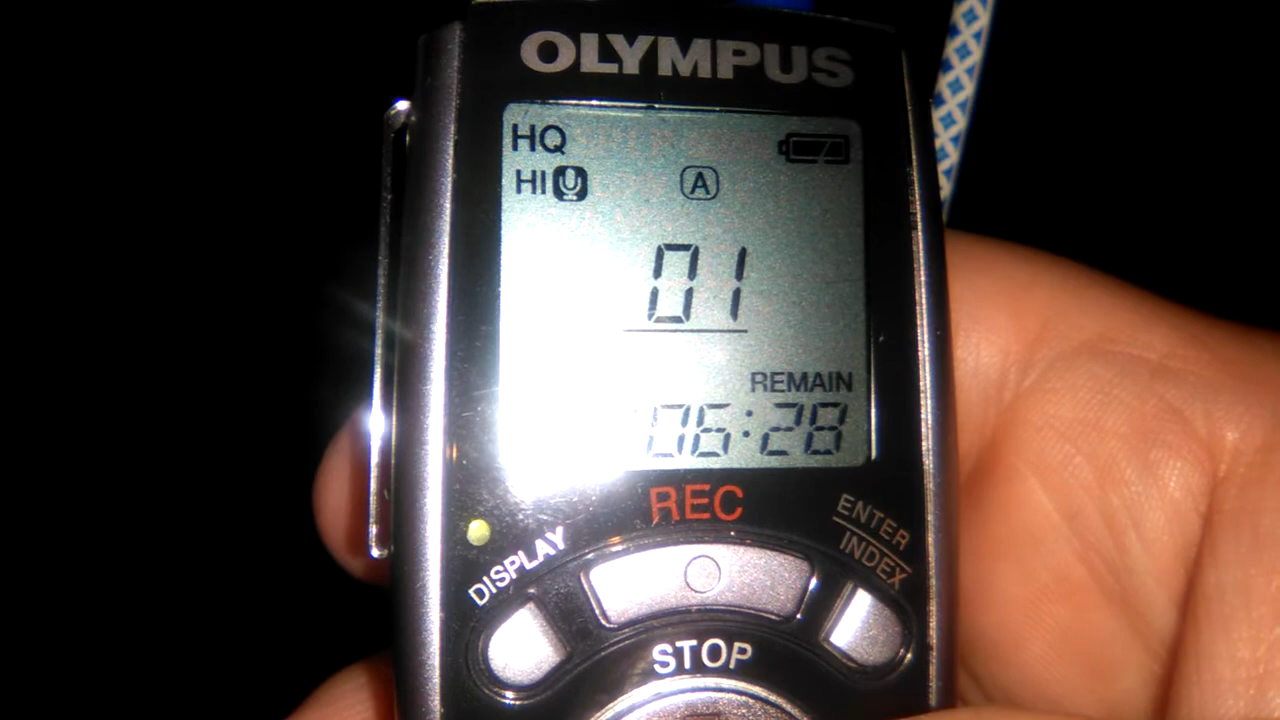 OLYMPUS
HQ
HI A
01
REMAIN
06:28
REC
DISPLAY
ENTER
INDEX
STOP